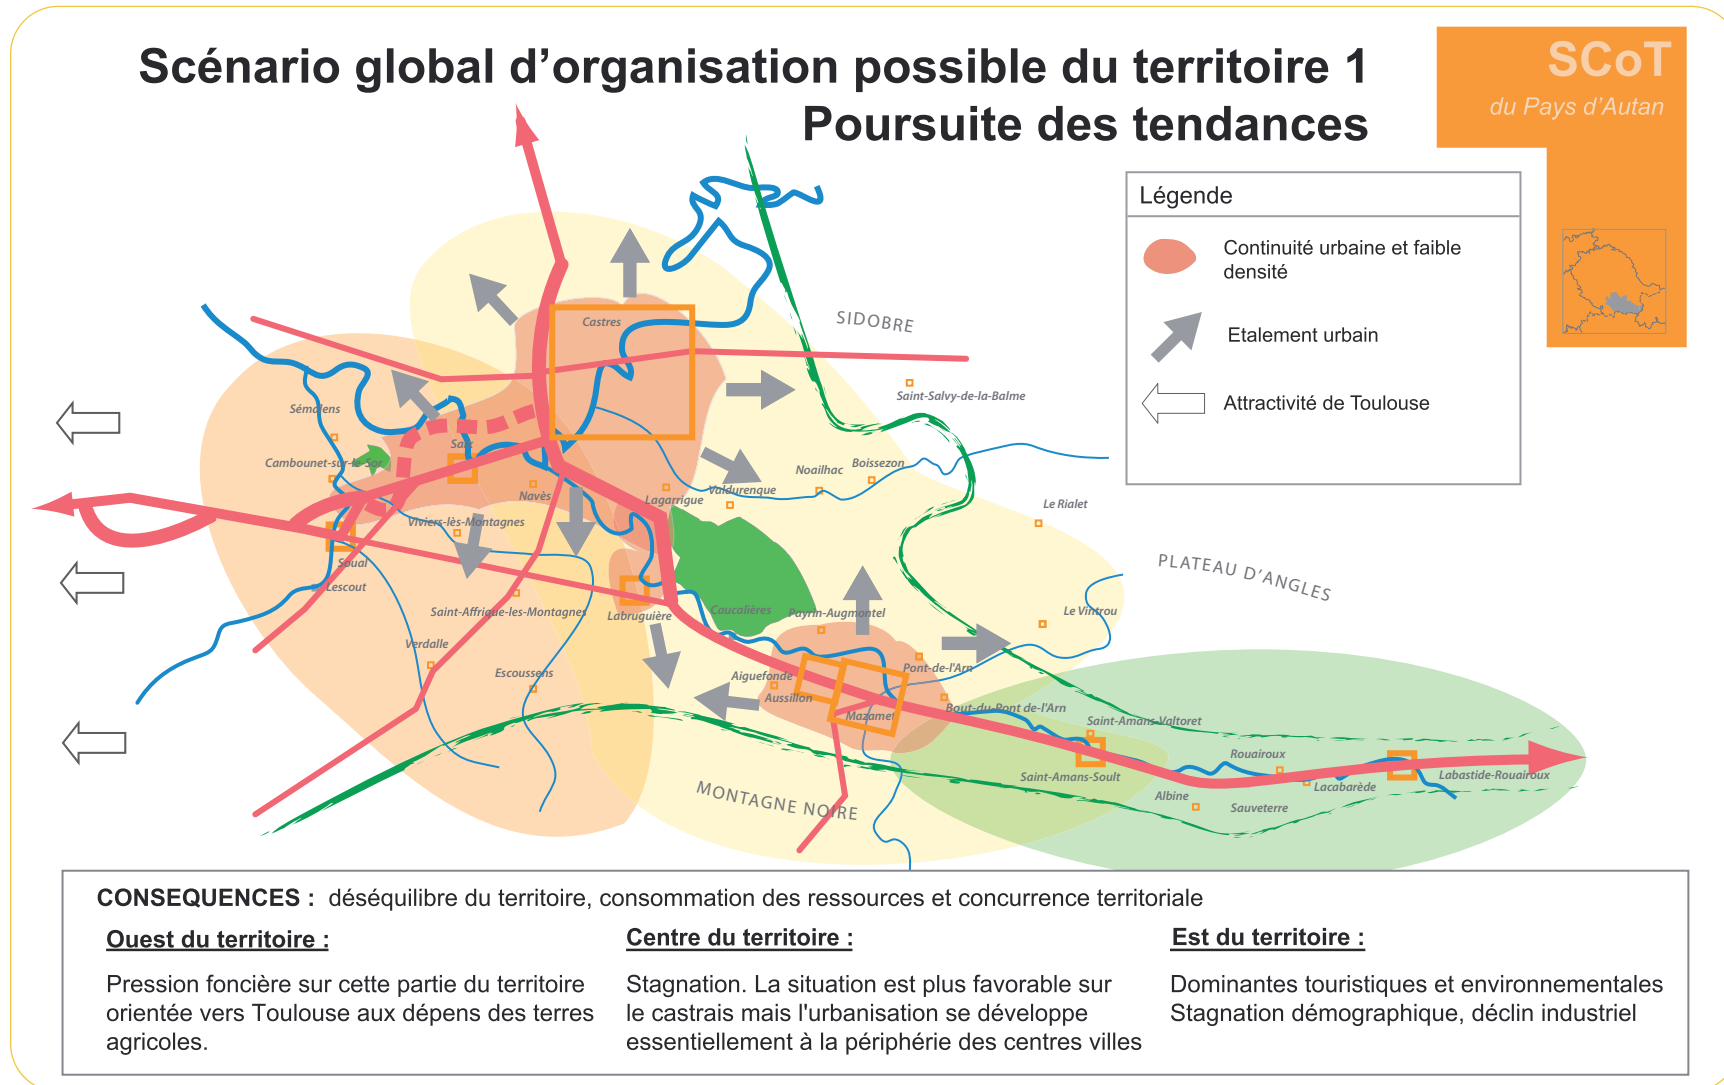 Scénario global d'organisation possible du territoire 1
Poursuite des tendances
SCoT
du Pays d'Autan
Légende
Continuité urbaine et faible
densité
Etalement urbain
Attractivité de Toulouse
SIDOBRE
Castres
Saint-Salvy-de-la-Balme
Sémalens
Saix
Cambounet-sur-le-Sor
Noailhac
Boissezon
Navès
Lagarrigue
Valdurenque
Le Rialet
Viviers-lès-Montagnes
Soual
Lescout
PLATEAU D'ANGLES
Saint-Affrique-les-Montagnes
Labruguière
Caucalières
Payrin-Augmontel
Le Vintrou
Verdalle
Escoussens
Aiguefonde
Pont-de-l'Arn
Aussillon
Mazamet
Bout-du-Pont de-l'Arn
Saint-Amans-Valtoret
Rouairoux
Saint-Amans-Soult
Labastide-Rouairoux
Lacabarède
Albine
Sauveterre
MONTAGNE NOIRE
CONSEQUENCES : déséquilibre du territoire, consommation des ressources et concurrence territoriale
Ouest du territoire :
Pression foncière sur cette partie du territoire
orientée vers Toulouse aux dépens des terres
agricoles.
Centre du territoire :
Stagnation. La situation est plus favorable sur
le castrais mais l'urbanisation se développe
essentiellement à la périphérie des centres villes
Est du territoire :
Dominantes touristiques et environnementales
Stagnation démographique, déclin industriel